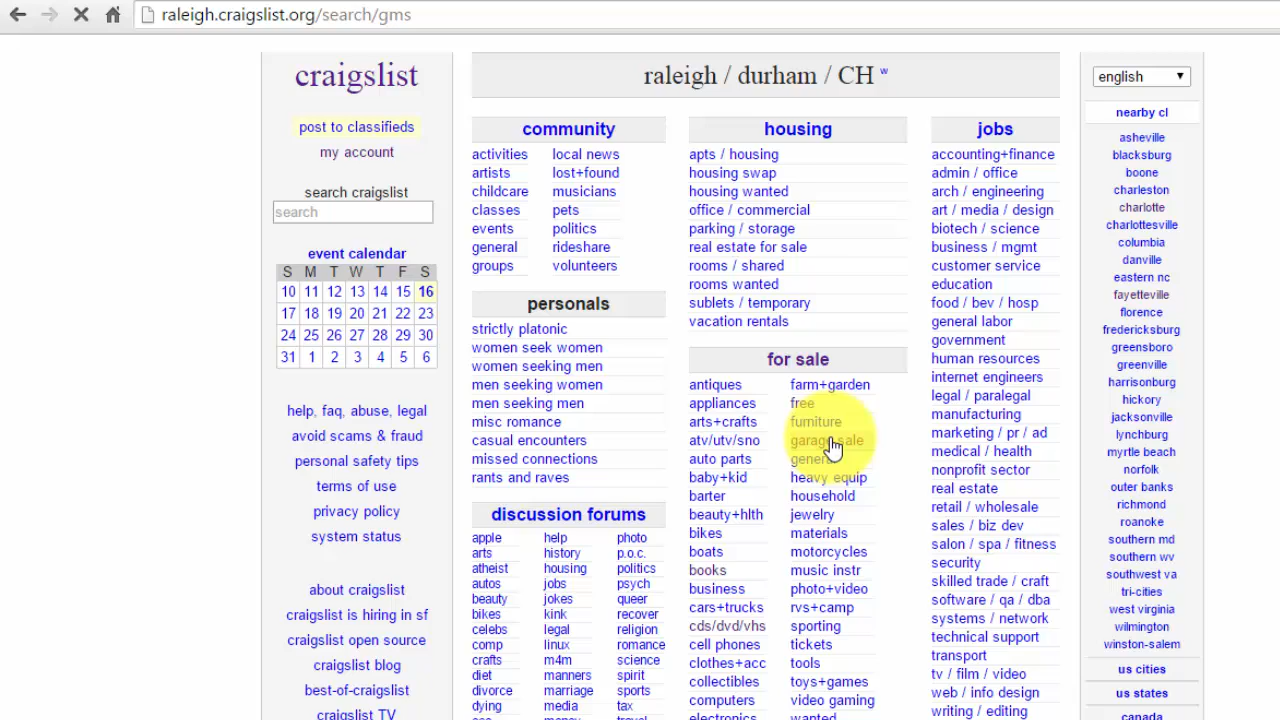 raleigh.craigslist.org/search/gms
craigslist
post to classifieds
my account
search craigslist
search
event calendar
S M T W T F S
10 11 12 13 14 15 16
17 18 19 20 21 22 23
24 25 26 27 28 29 30
31 1 2 3 4 5 6
help, faq, abuse, legal
avoid scams & fraud
personal safety tips
terms of use
privacy policy
system status
about craigslist
craigslist is hiring in sf
craigslist open source
craigslist blog
best-of-craigslist
craigslist TV
raleigh / durham / CH w
community
activities local news
artists lost+found
childcare musicians
classes pets
events politics
general rideshare
groups volunteers
personals
strictly platonic
women seek women
women seeking men
men seeking women
men seeking men
misc romance
casual encounters
missed connections
rants and raves
discussion forums
apple help photo
arts history p.o.c.
atheist housing politics
autos jobs psych
beauty jokes queer
bikes kink recover
celebs legal religion
comp linux romance
crafts m4m science
diet manners spirit
divorce marriage sports
dying media tax
money travel
housing
apts / housing
housing swap
housing wanted
office / commercial
parking / storage
real estate for sale
rooms / shared
rooms wanted
sublets / temporary
vacation rentals
for sale
antiques farm+garden
appliances free
arts+crafts furniture
atv/utv/sno garage sale
auto parts general
baby+kid heavy equip
barter household
beauty+hlth jewelry
bikes materials
boats motorcycles
books music instr
business photo+video
cars+trucks rvs+camp
cds/dvd/vhs sporting
cell phones tickets
clothes+acc tools
collectibles toys+games
computers video gaming
electronics wanted
jobs
accounting+finance
admin / office
arch / engineering
art / media / design
biotech / science
business / mgmt
customer service
education
food / bev / hosp
general labor
government
human resources
internet engineers
legal / paralegal
manufacturing
marketing / pr / ad
medical / health
nonprofit sector
real estate
retail / wholesale
sales / biz dev
salon / spa / fitness
security
skilled trade / craft
software / qa / dba
systems / network
technical support
transport
tv / film / video
web / info design
writing / editing
english
nearby cl
asheville
blacksburg
boone
charleston
charlotte
charlottesville
columbia
danville
eastern nc
fayetteville
florence
fredericksburg
greensboro
greenville
harrisonburg
hickory
jacksonville
lynchburg
myrtle beach
norfolk
outer banks
richmond
roanoke
southern md
southern wv
southwest va
tri-cities
west virginia
wilmington
winston-salem
us cities
us states
canada